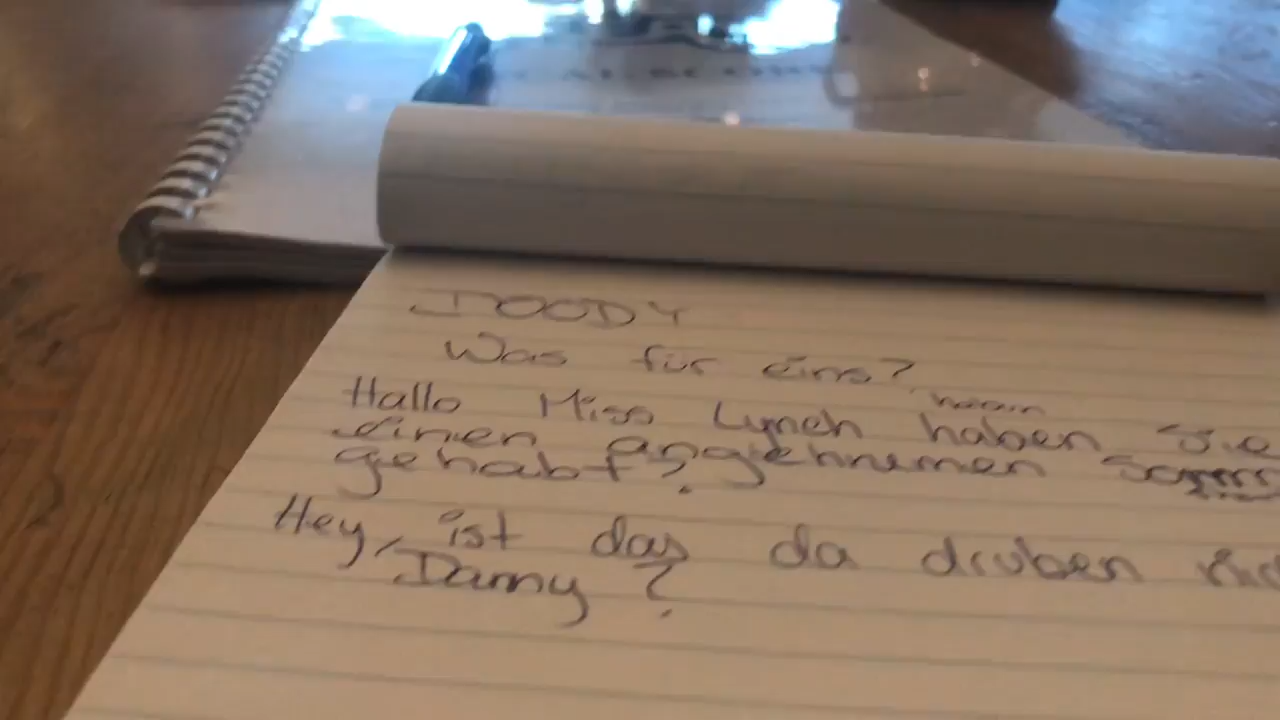 DOODY
Was für eins?
Hallo Miss Lynch haben Sie
einen angenehmen
gehabt?
Hey, ist das da drüben
Danny?